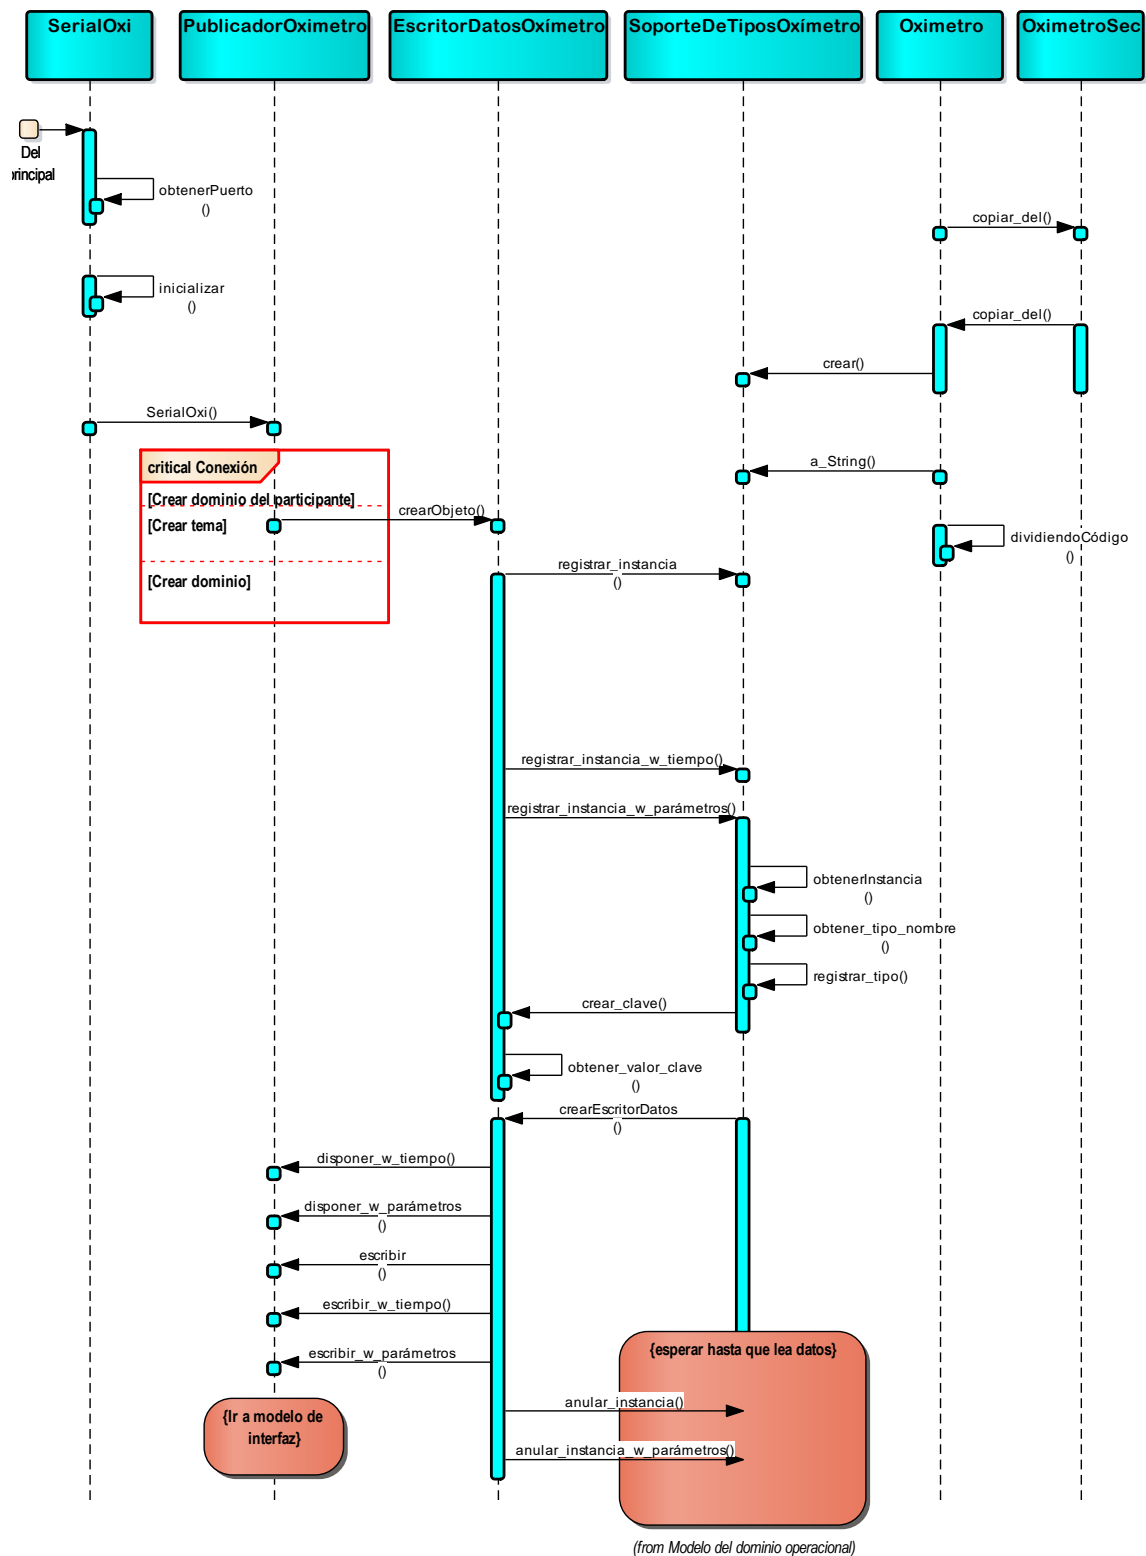 SerialOxi
PublicadorOximetro
EscritorDatosOxímetro
SoporteDeTiposOxímetro
Oximetro
OximetroSec
Del
principal
obtenerPuerto
()
copiar_del()
inicializar
()
copiar_del()
crear()
SerialOxi()
critical Conexión
a_String()
[Crear dominio del participante]
crearObjeto()
[Crear tema]
dividiendoCódigo
()
registrar_instancia
()
[Crear dominio]
registrar_instancia_w_tiempo()
registrar_instancia_w_parámetros()
obtenerInstancia
()
obtener_tipo_nombre
()
registrar_tipo()
crear_clave()
obtener_valor_clave
()
crearEscritorDatos
()
disponer_w_tiempo()
disponer_w_parámetros
()
escribir
()
escribir_w_tiempo()
{esperar hasta que lea datos}
escribir_w_parámetros
()
anular_instancia()
{Ir a modelo de
interfaz}
anular_instancia_w_parámetros()
(from Modelo del dominio operacional)